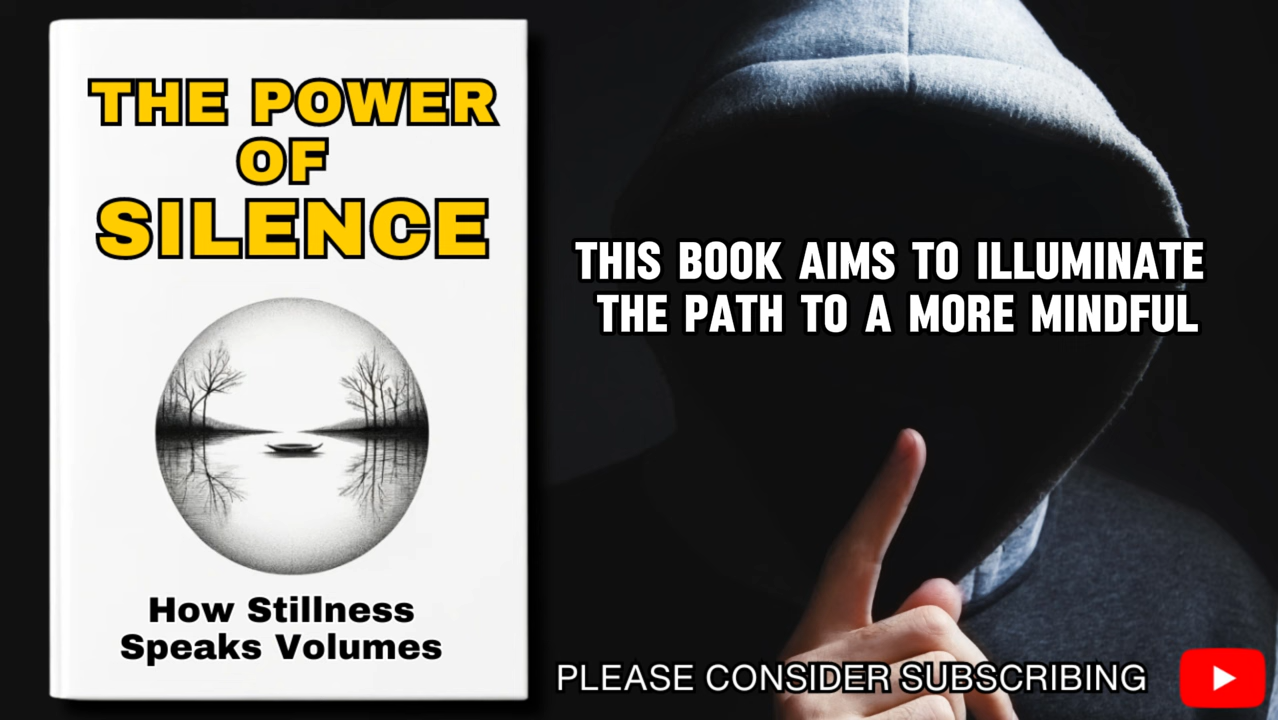 THE POWER
OF
SILENCE
How Stillness
Speaks Volumes
THIS BOOK AIMS TO ILLUMINATE
THE PATH TO A MORE MINDFUL
PLEASE CONSIDER SUBSCRIBING